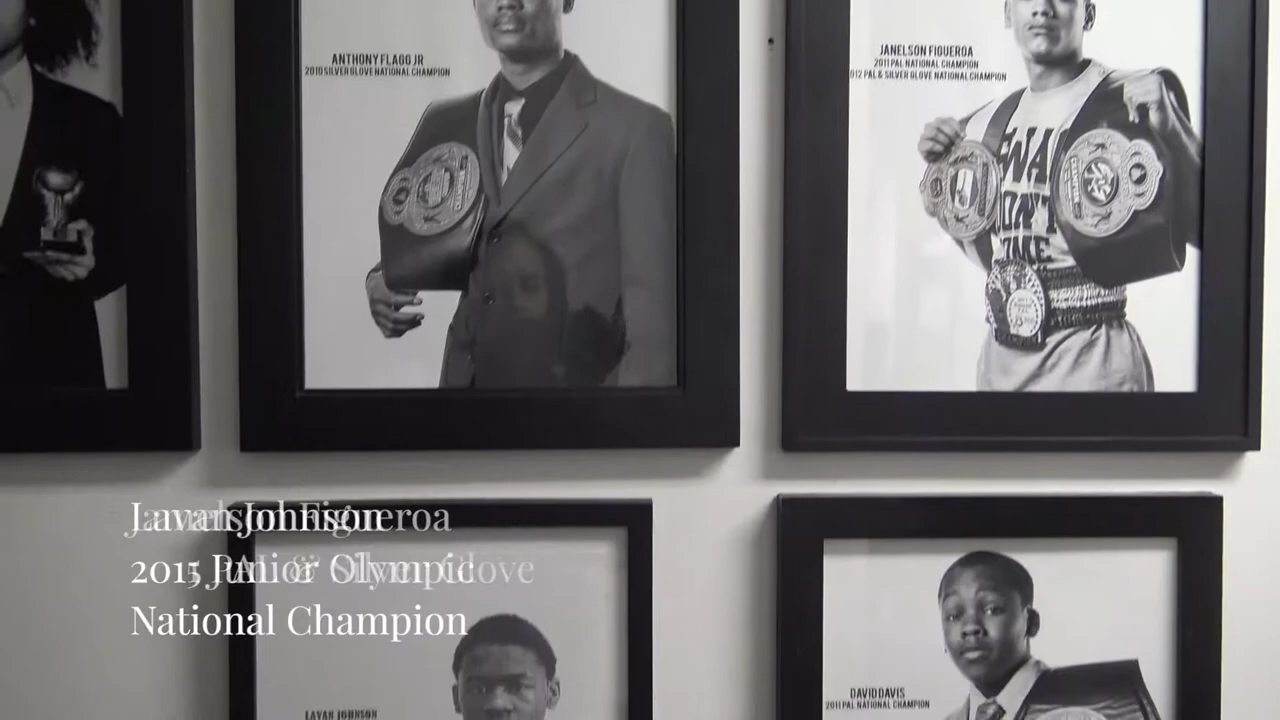 ANTHONY FLAGG JR
2010 SILVER GLOVE NATIONAL CHAMPION
JANELSON FIGUEROA
2011 PAL NATIONAL CHAMPION
2012 PAL & SILVER GLOVE NATIONAL CHAMPION
Lavan Johnson
2015 Junior Olympic
National Champion
LAVAN JOHNSON
DAVID DAVIS
2011 PAL NATIONAL CHAMPION